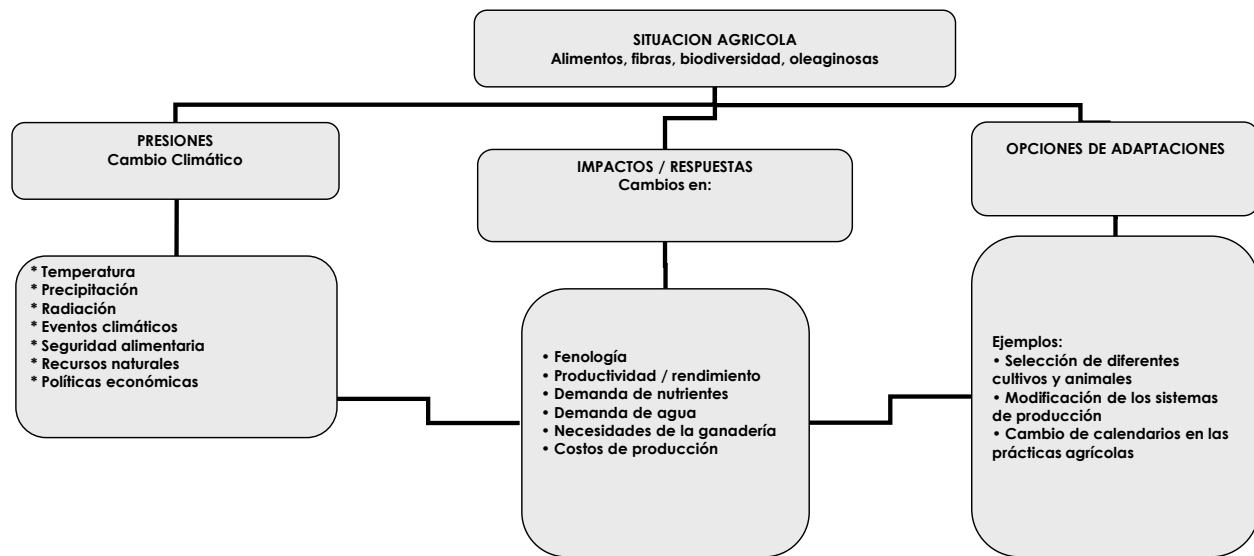 SITUACION AGRICOLA
Alimentos, fibras, biodiversidad, oleaginosas
PRESIONES
Cambio Climático
IMPACTOS / RESPUESTAS
Cambios en:
OPCIONES DE ADAPTACIONES
* Temperatura
* Precipitación
* Radiación
* Eventos climáticos
* Seguridad alimentaria
* Recursos naturales
* Políticas económicas
• Fenología
• Productividad / rendimiento
• Demanda de nutrientes
• Demanda de agua
• Necesidades de la ganadería
• Costos de producción
Ejemplos:
• Selección de diferentes
cultivos y animales
• Modificación de los sistemas
de producción
• Cambio de calendarios en las
prácticas agrícolas